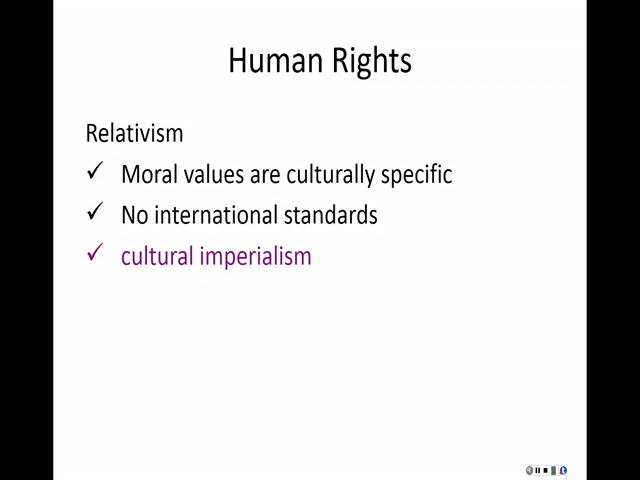 Human Rights
Relativism
✓ Moral values are culturally specific
✓ No international standards
✓ cultural imperialism